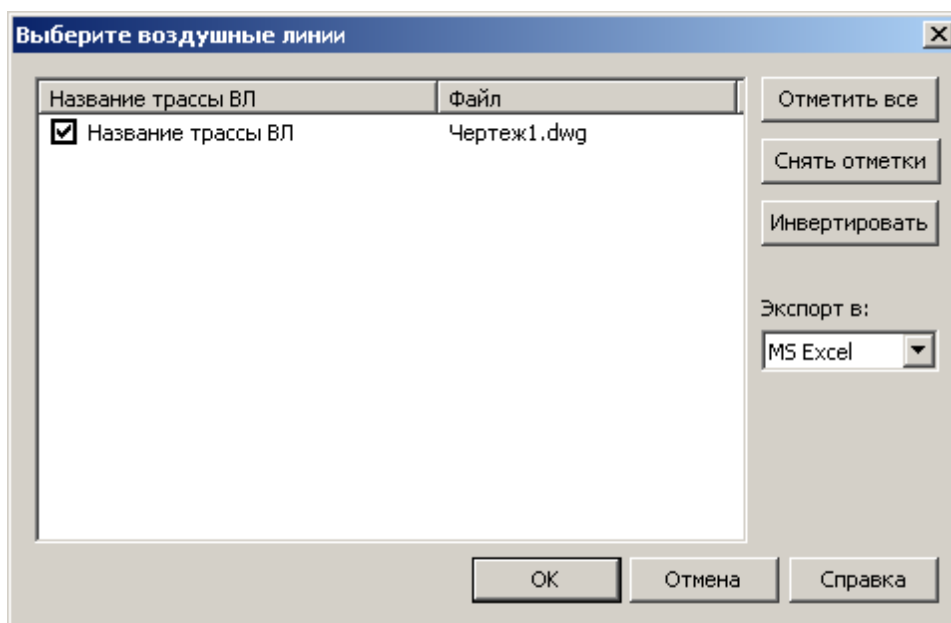 Выберите воздушные линии
Название трассы ВЛ Файл
Название трассы ВЛ Чертеж1.dwg
Отметить все
Снять отметки
Инвертировать
Экспорт в:
MS Excel
OK Отмена Справка